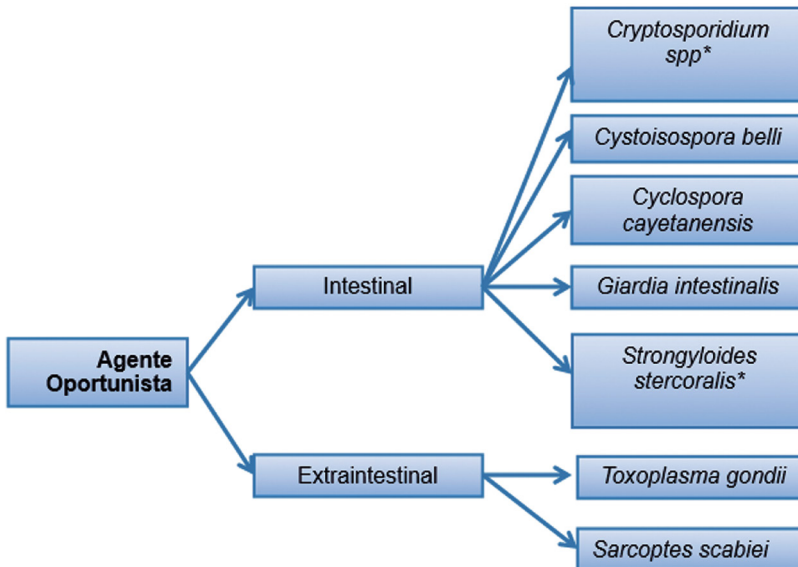 Cryptosporidium
spp*
Cystoisospora belli
Cyclospora
cayetanensis
Intestinal
Giardia intestinalis
Agente
Oportunista
Strongyloides
stercoralis*
Extraintestinal
Toxoplasma gondii
Sarcoptes scabiei